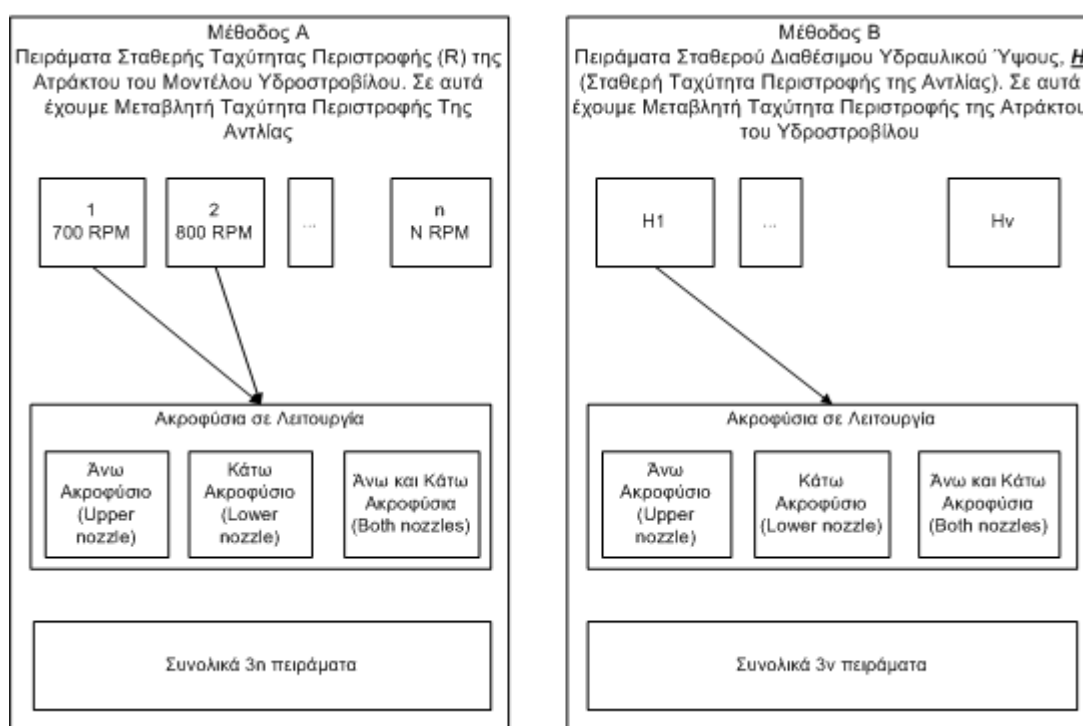 Μέθοδος Α
Πειράματα Σταθερής Ταχύτητας Περιστροφής (R) της
Ατράκτου του Μοντέλου Υδροστροβίλου. Σε αυτά
έχουμε Μεταβλητή Ταχύτητα Περιστροφής Της
Αντλίας
1
700 RPM
2
800 RPM
...
n
N RPM
Ακροφύσια σε Λειτουργία
Άνω
Ακροφύσιο
(Upper
nozzle)
Κάτω
Ακροφύσιο
(Lower
nozzle)
Άνω και Κάτω
Ακροφύσια
(Both nozzles)
Συνολικά 3n πειράματα
Μέθοδος Β
Πειράματα Σταθερού Διαθέσιμου Υδραυλικού Ύψους, H
(Σταθερή Ταχύτητα Περιστροφής της Αντλίας). Σε αυτά
έχουμε Μεταβλητή Ταχύτητα Περιστροφής της Ατράκτου
του Υδροστροβίλου
H1
...
Hv
Ακροφύσια σε Λειτουργία
Άνω
Ακροφύσιο
(Upper
nozzle)
Κάτω
Ακροφύσιο
(Lower nozzle)
Άνω και Κάτω
Ακροφύσια
(Both nozzles)
Συνολικά 3v πειράματα